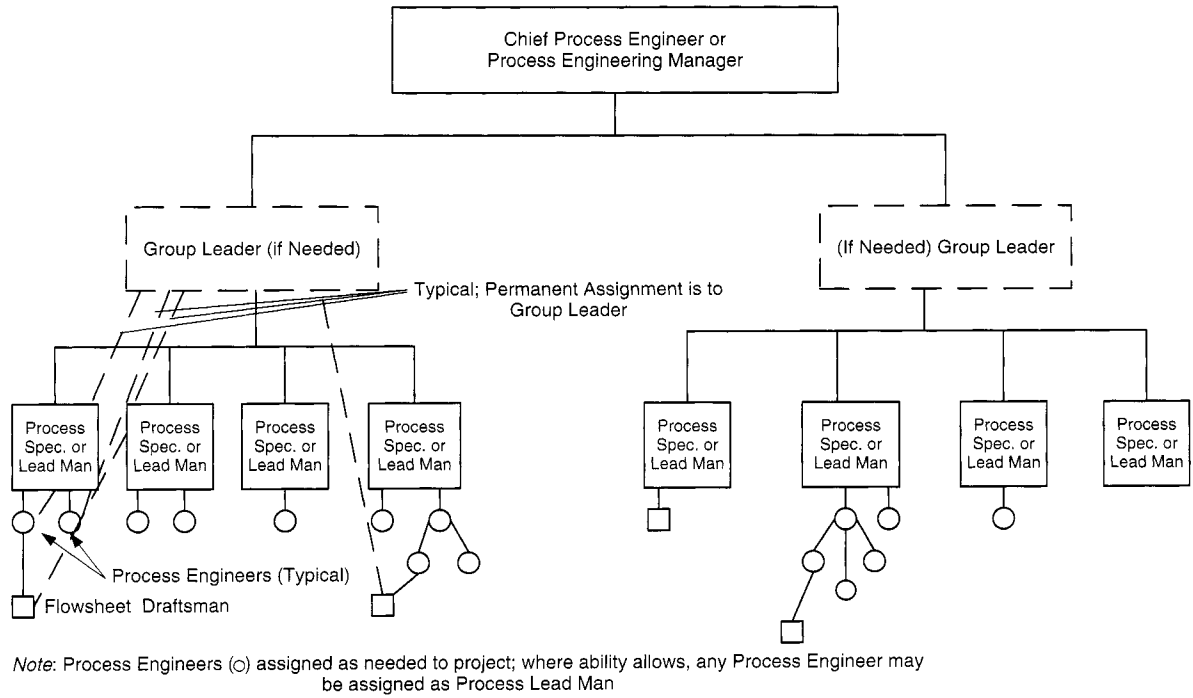 Chief Process Engineer or
Process Engineering Manager
Group Leader (if Needed)
(If Needed) Group Leader
Typical; Permanent Assignment is to
Group Leader
Process
Spec. or
Lead Man
Process
Spec. or
Lead Man
Process
Spec. or
Lead Man
Process
Spec. or
Lead Man
Process
Spec. or
Lead Man
Process
Spec. or
Lead Man
Process
Spec. or
Lead Man
Process
Spec. or
Lead Man
Process Engineers (Typical)
Flowsheet Draftsman
Note: Process Engineers (○) assigned as needed to project; where ability allows, any Process Engineer may
be assigned as Process Lead Man